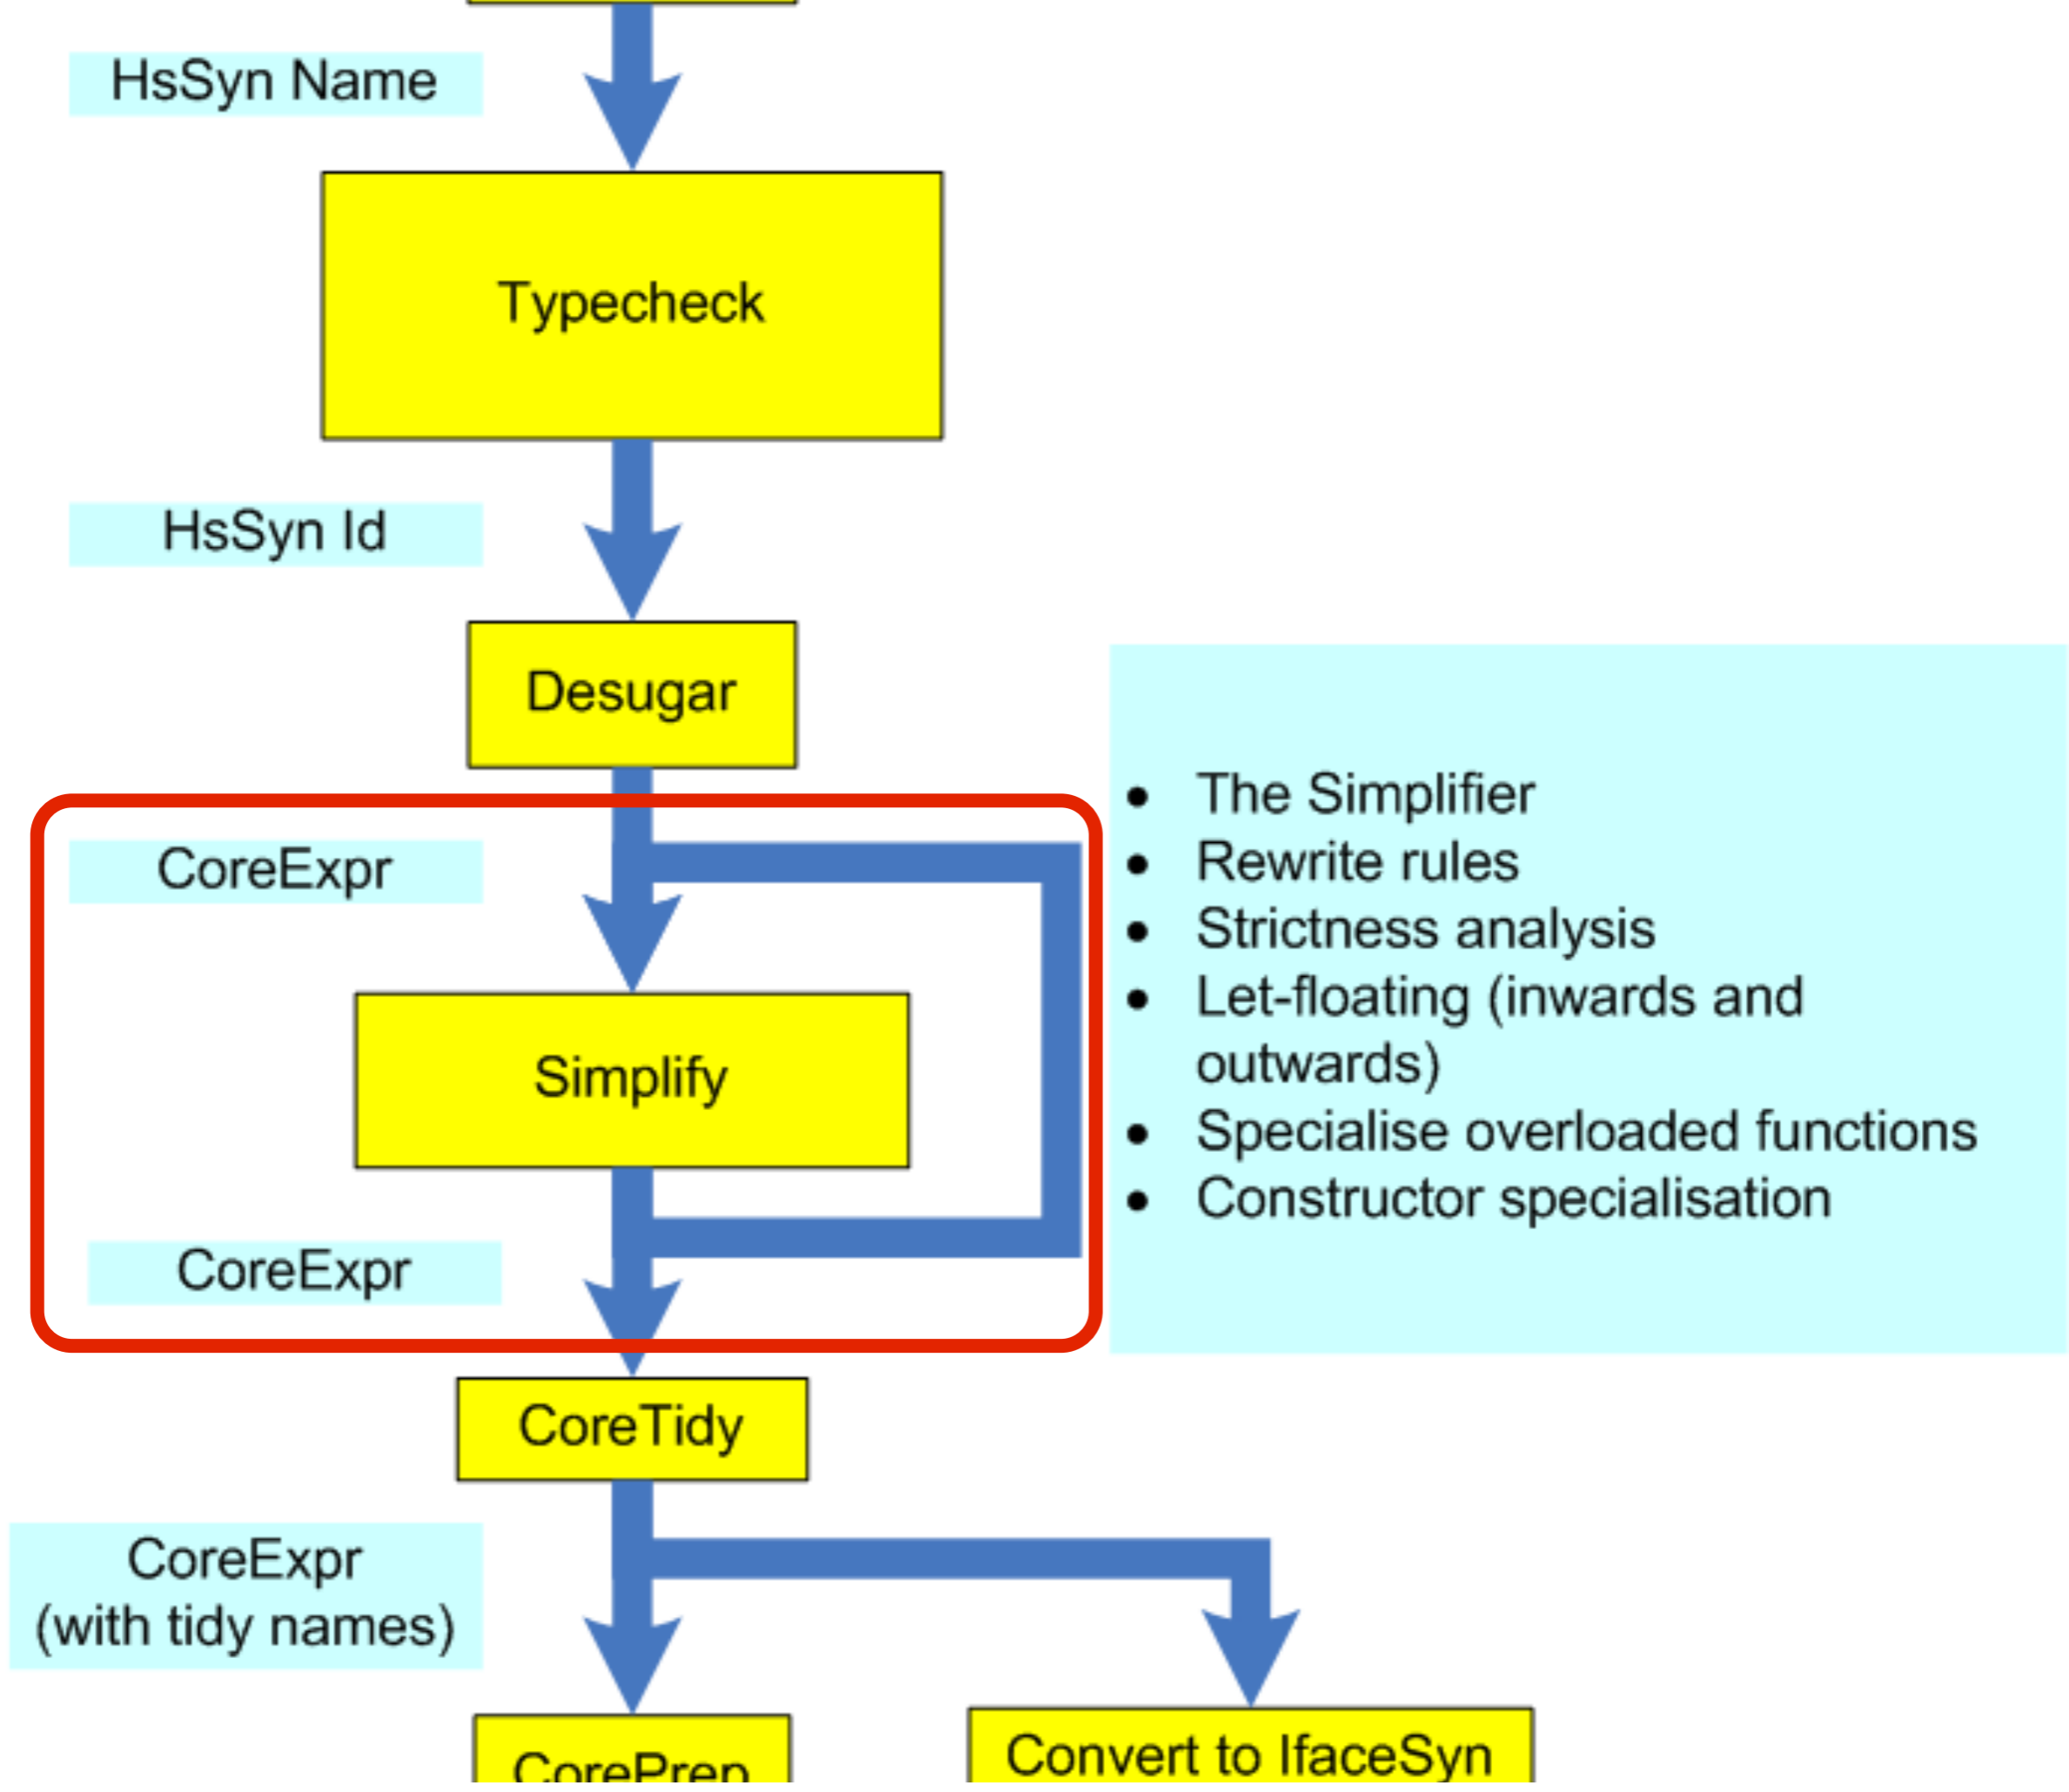 HsSyn Name
Typecheck
HsSyn Id
Desugar
CoreExpr
Simplify
CoreExpr
• The Simplifier
• Rewrite rules
• Strictness analysis
• Let-floating (inwards and
outwards)
• Specialise overloaded functions
• Constructor specialisation
CoreTidy
CoreExpr
(with tidy names)
CorePrep
Convert to IfaceSyn